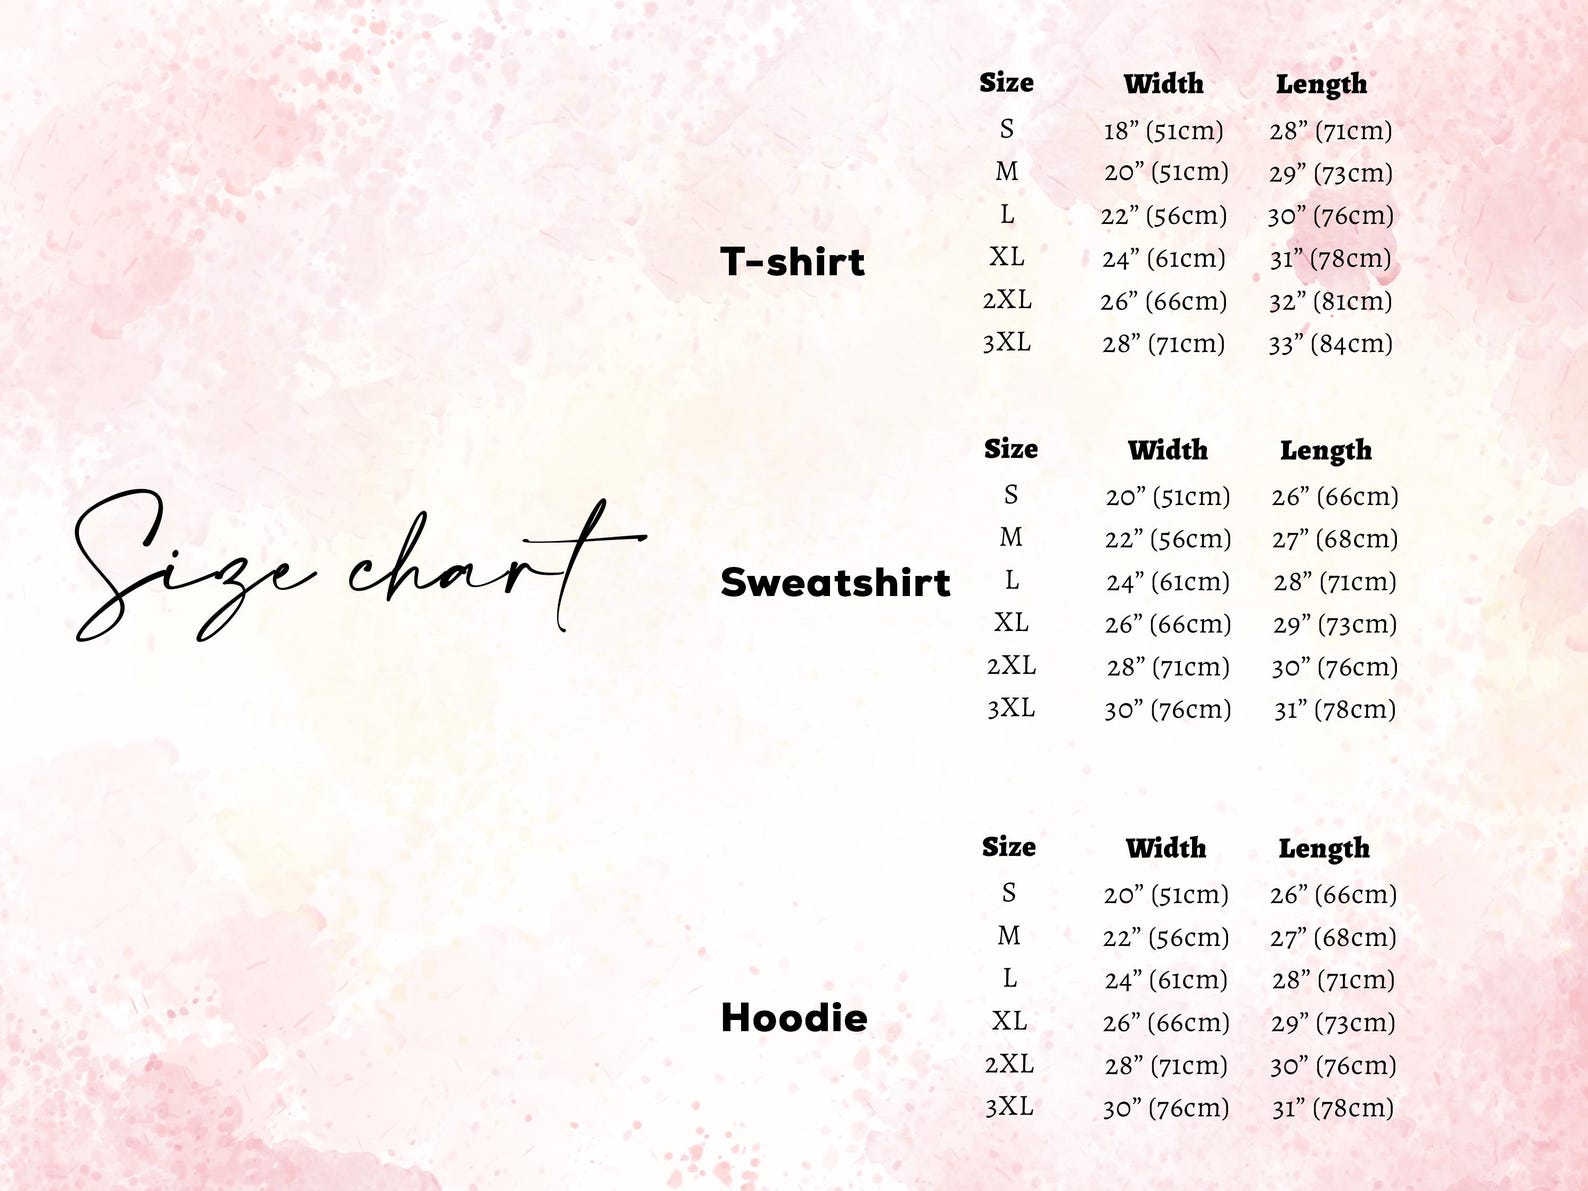 Size chart
T-shirt
Size Width Length
S 18” (51cm) 28” (71cm)
M 20” (51cm) 29” (73cm)
L 22” (56cm) 30” (76cm)
XL 24” (61cm) 31” (78cm)
2XL 26” (66cm) 32” (81cm)
3XL 28” (71cm) 33” (84cm)
Sweatshirt
Size Width Length
S 20” (51cm) 26” (66cm)
M 22” (56cm) 27” (68cm)
L 24” (61cm) 28” (71cm)
XL 26” (66cm) 29” (73cm)
2XL 28” (71cm) 30” (76cm)
3XL 30” (76cm) 31” (78cm)
Hoodie
Size Width Length
S 20” (51cm) 26” (66cm)
M 22” (56cm) 27” (68cm)
L 24” (61cm) 28” (71cm)
XL 26” (66cm) 29” (73cm)
2XL 28” (71cm) 30” (76cm)
3XL 30” (76cm) 31” (78cm)